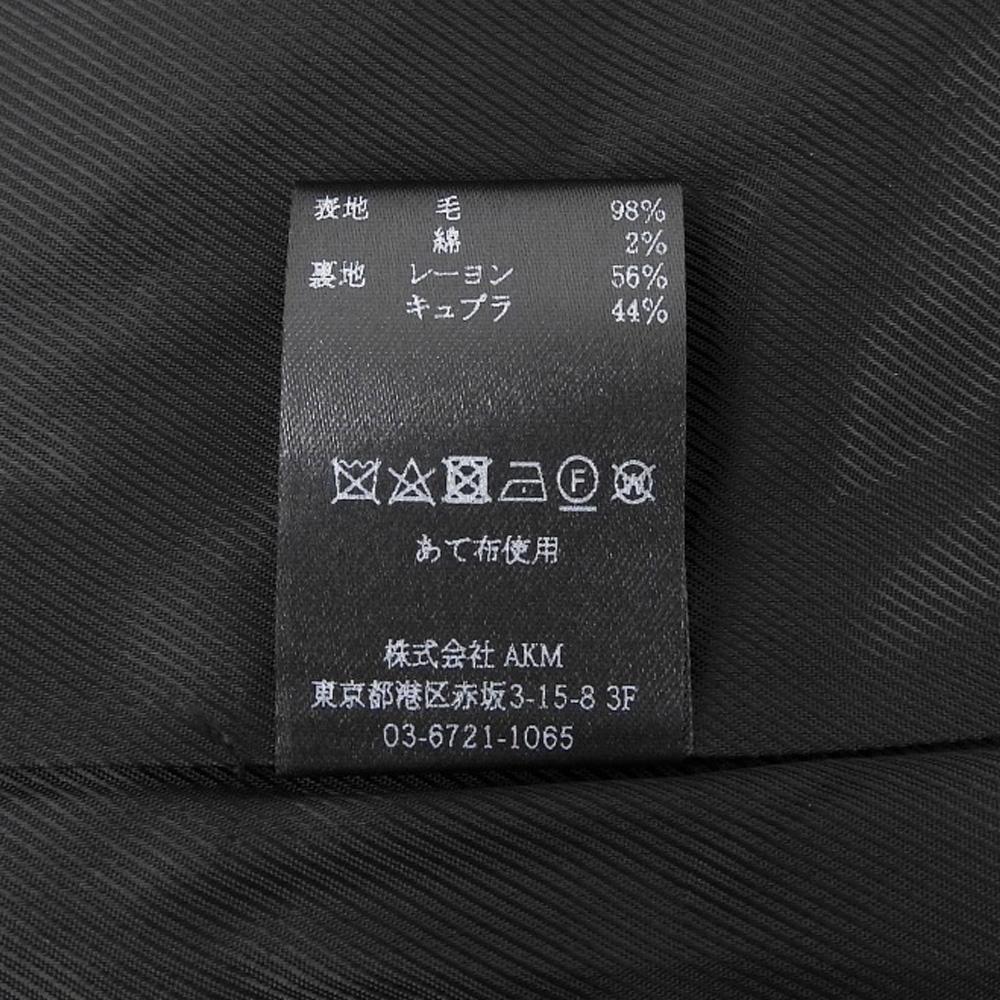 表地 毛 98%
綿 2%
裏地 レーヨン 56%
キュプラ 44%
F W
あて布使用
株式会社 AKM
東京都港区赤坂3-15-8 3F
03-6721-1065